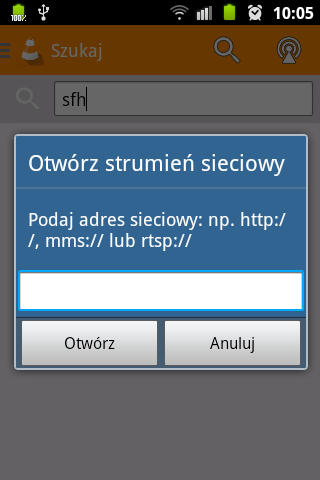 100%
10:05
Szukaj
sfh
Otwórz strumień sieciowy
Podaj adres sieciowy: np. http:/
/, mms:// lub rtsp://
Otwórz
Anuluj